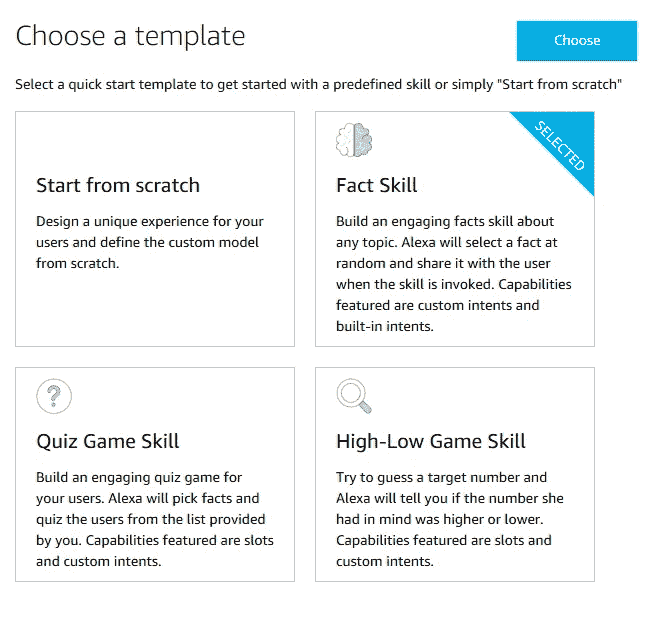 Choose a template
Choose
Select a quick start template to get started with a predefined skill or simply "Start from scratch"
Start from scratch
Design a unique experience for your
users and define the custom model
from scratch.
SELECTED
Fact Skill
Build an engaging facts skill about
any topic. Alexa will select a fact at
random and share it with the user
when the skill is invoked. Capabilities
featured are custom intents and
built-in intents.
?
Quiz Game Skill
Build an engaging quiz game for
your users. Alexa will pick facts and
quiz the users from the list provided
by you. Capabilities featured are slots
and custom intents.
High-Low Game Skill
Try to guess a target number and
Alexa will tell you if the number she
had in mind was higher or lower.
Capabilities featured are slots and
custom intents.